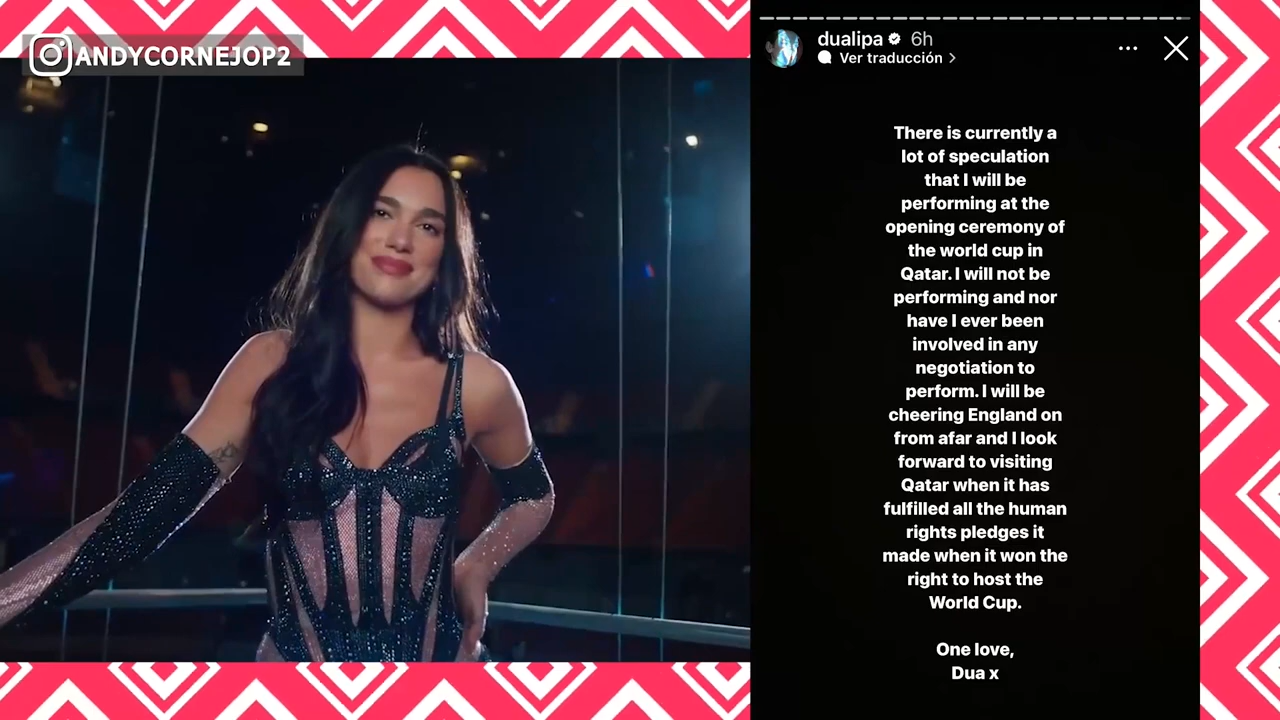 ANDYCORNEJOP2
dualipa 6h
Ver traducción
There is currently a
lot of speculation
that I will be
performing at the
opening ceremony of
the world cup in
Qatar. I will not be
performing and nor
have I ever been
involved in any
negotiation to
perform. I will be
cheering England on
from afar and I look
forward to visiting
Qatar when it has
fulfilled all the human
rights pledges it
made when it won the
right to host the
World Cup.
One love,
Dua x